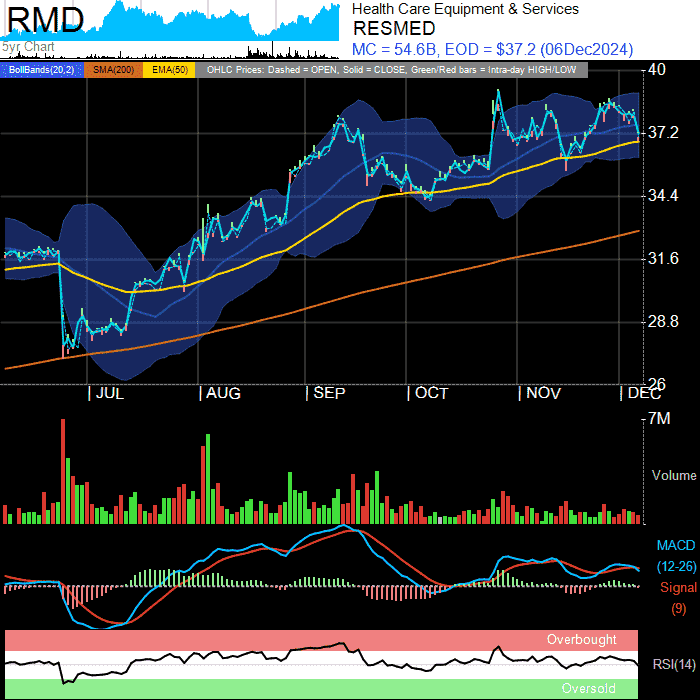 RMD
5yr Chart
Health Care Equipment & Services
RESMED
MC = 54.6B, EOD = $37.2 (06Dec2024)
BollBands(20,2) SMA(200) EMA(50) OHLC Prices: Dashed = OPEN, Solid = CLOSE, Green/Red bars = Intra-day HIGH/LOW
40
37.2
34.4
31.6
28.8
26
| JUL | AUG | SEP | OCT | NOV | DEC
7M
Volume
MACD
(12-26)
Signal
(9)
Overbought
RSI(14)
Oversold